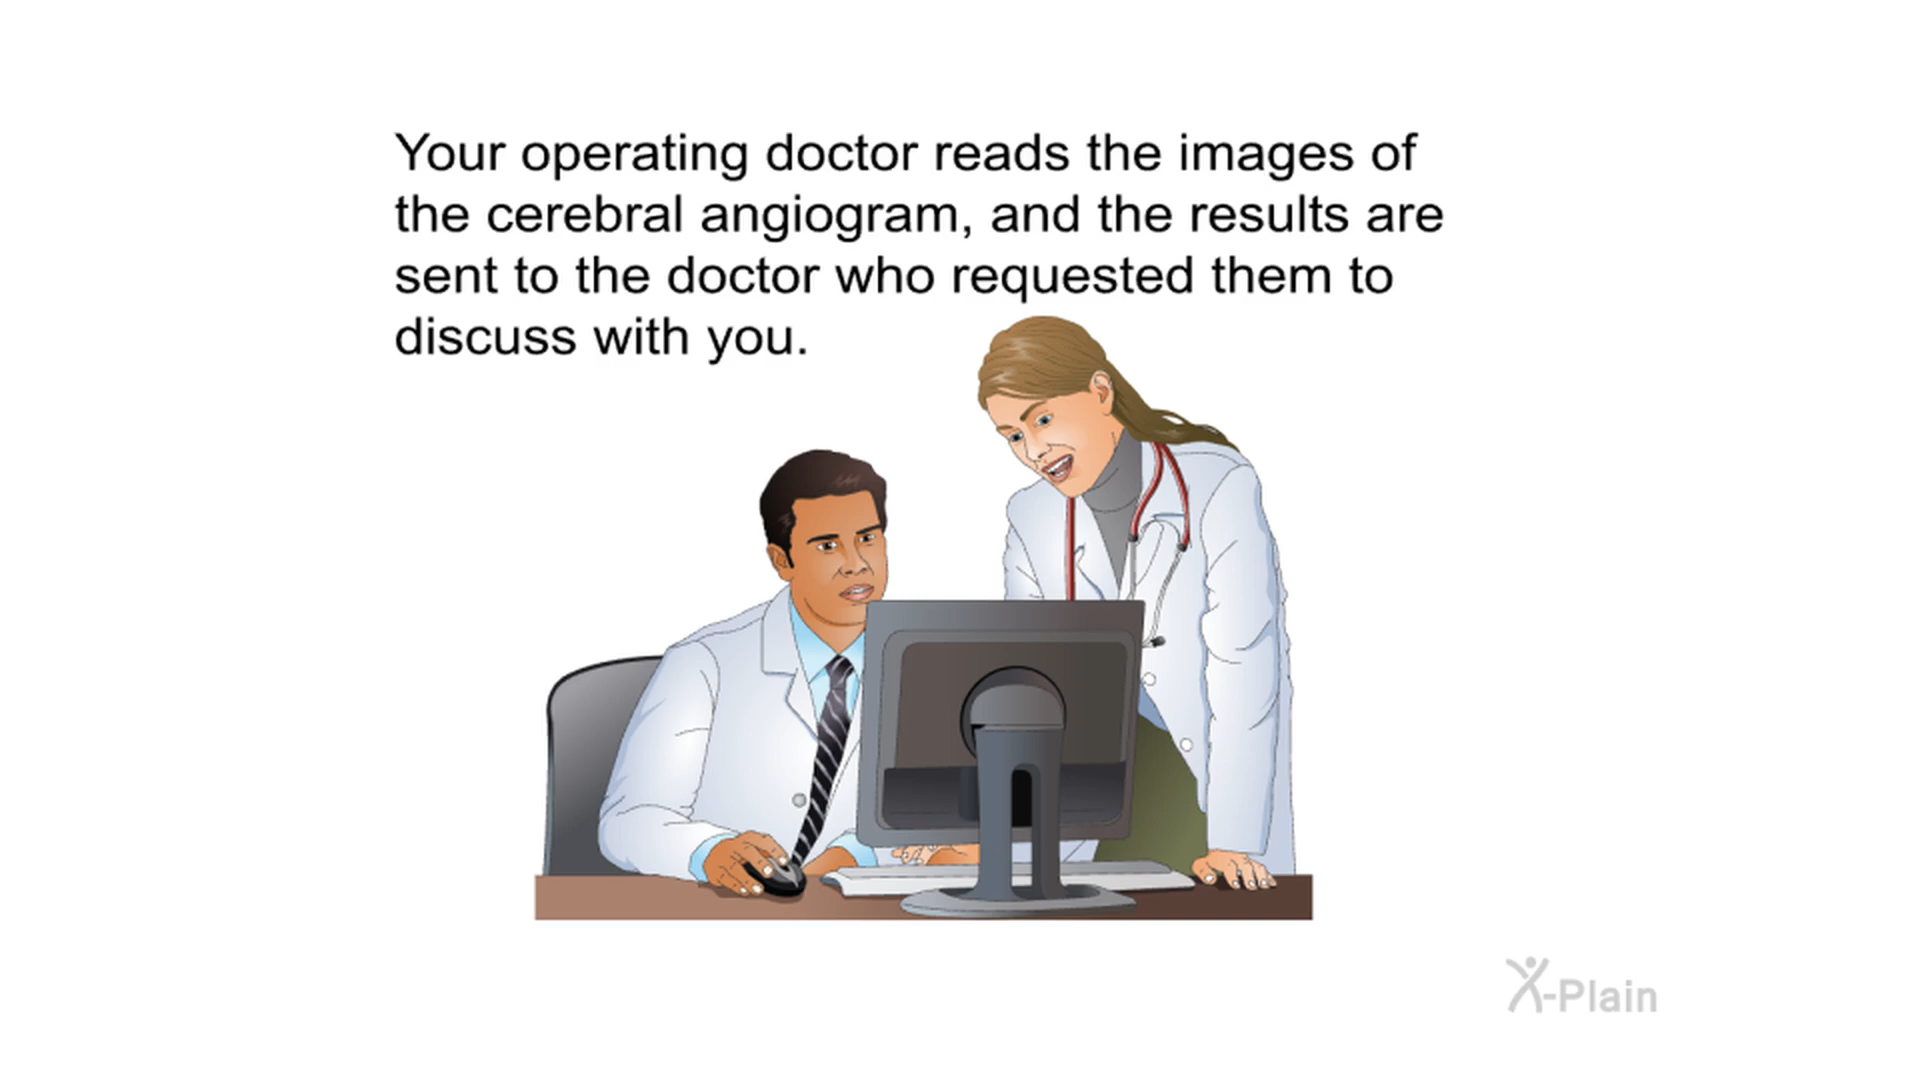 Your operating doctor reads the images of
the cerebral angiogram, and the results are
sent to the doctor who requested them to
discuss with you.
X-Plain